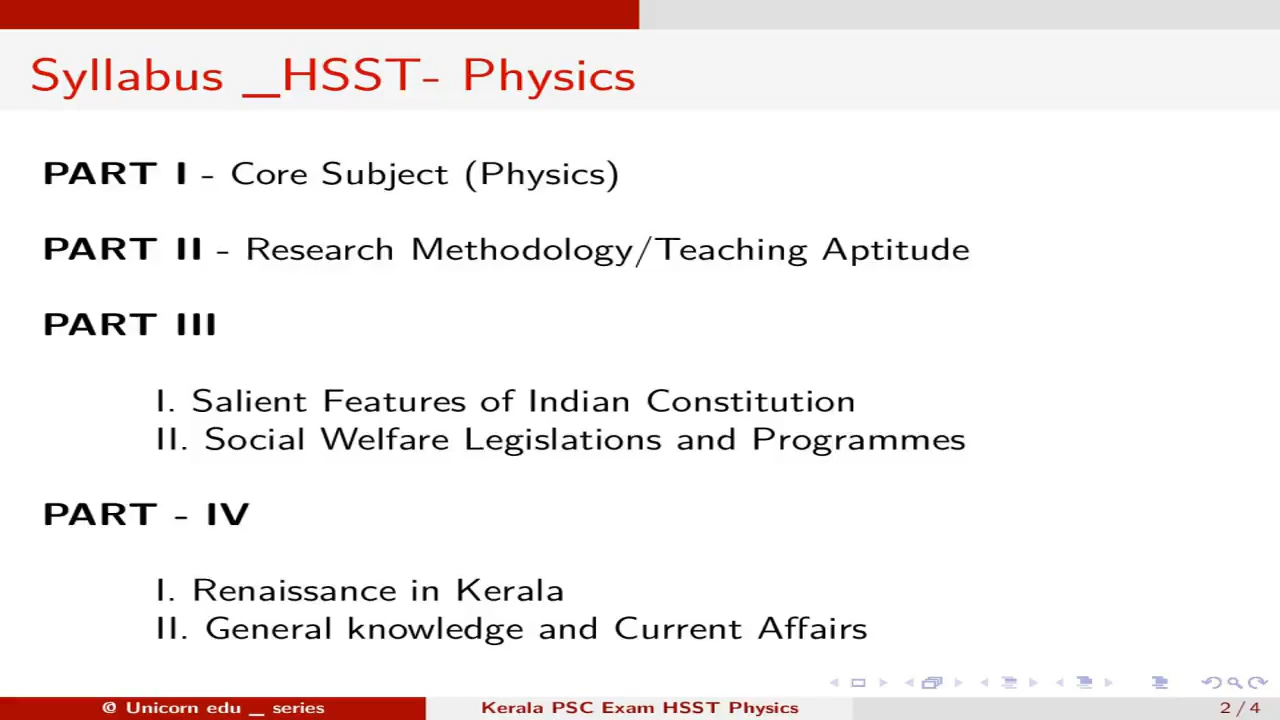 Syllabus _HSST- Physics
PART I - Core Subject (Physics)
PART II - Research Methodology/Teaching Aptitude
PART III
I. Salient Features of Indian Constitution
II. Social Welfare Legislations and Programmes
PART - IV
I. Renaissance in Kerala
II. General knowledge and Current Affairs
@ Unicorn edu _ series
Kerala PSC Exam HSST Physics
2 / 4